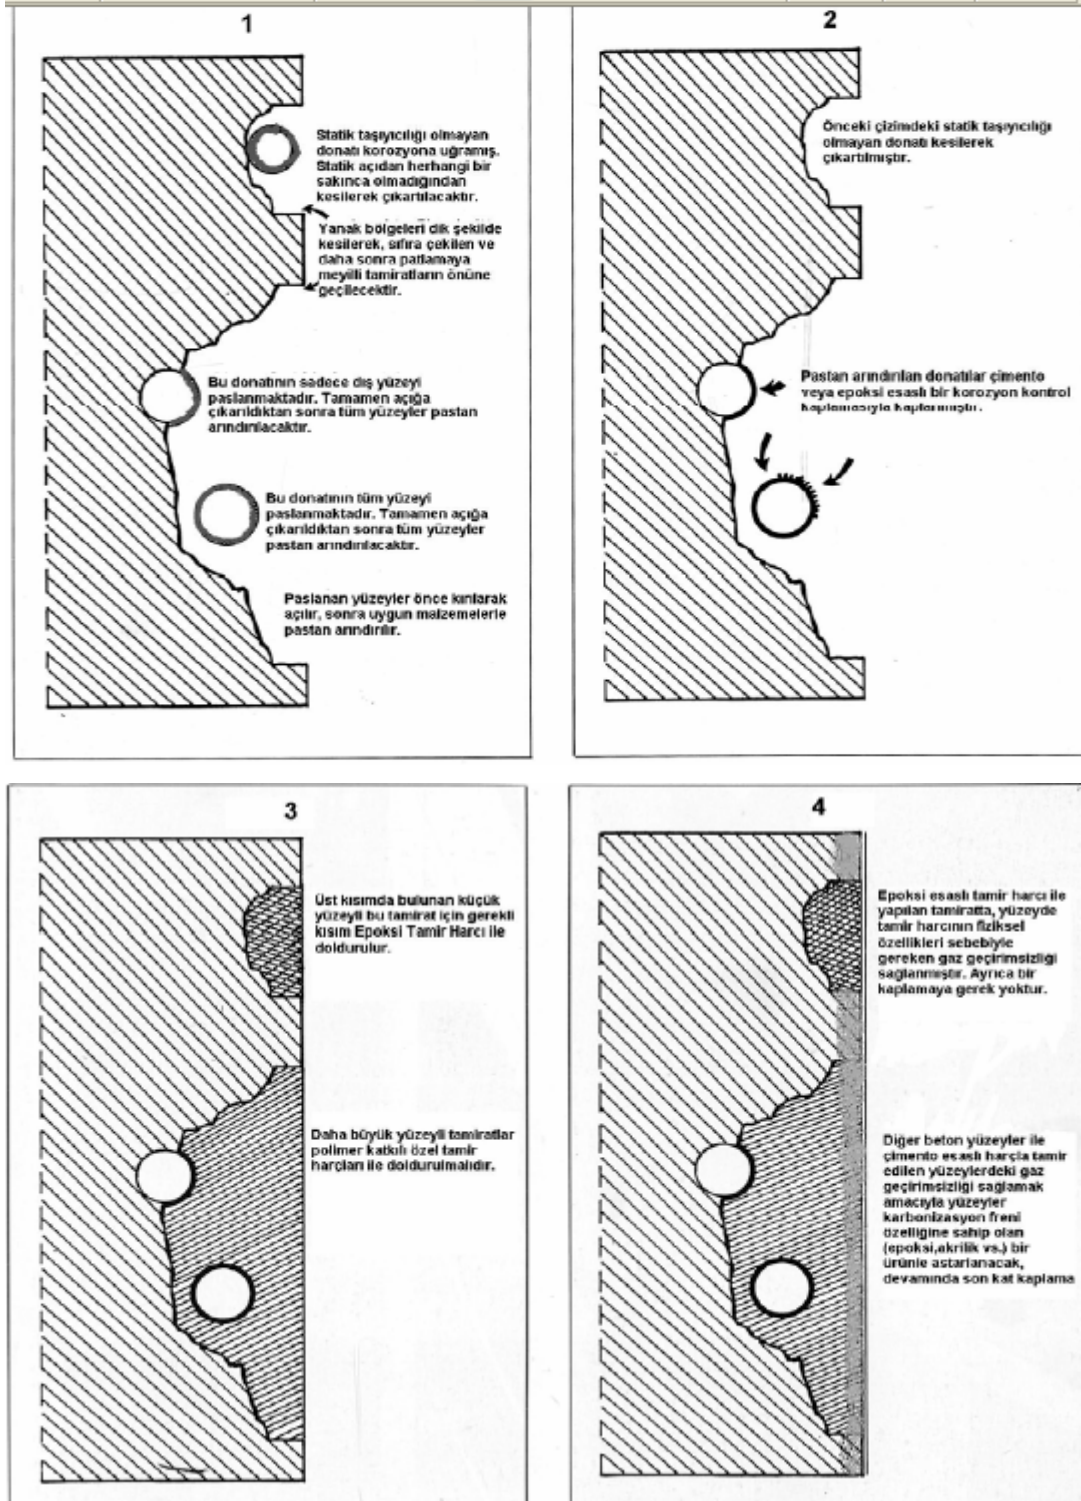 1
Statik taşıyıcılığı olmayan
donatı korozyona uğramış.
Statik açıdan herhangi bir
sakınca olmadığından
kesilerek çıkartılacaktır.
Yanak bölgeleri dik şekilde
kesilerek, sıfıra çekilen ve
daha sonra patlamaya
meyilli tamiratların önüne
geçilecektir.
Bu donatının sadece dış yüzeyi
paslanmaktadır. Tamamen açığa
çıkarıldıktan sonra tüm yüzeyler pastan
arındırılacaktır.
Bu donatının tüm yüzeyi
paslanmaktadır. Tamamen açığa
çıkarıldıktan sonra tüm yüzeyler
pastan arındırılacaktır.
Paslanan yüzeyler önce kırılarak
açılır, sonra uygun malzemelerle
pastan arındırılır.
2
Önceki çizimdeki statik taşıyıcılığı
olmayan donatı kesilerek
çıkartılmıştır.
Pastan arındırılan donatılar çimento
veya epoksi esaslı bir korozyon kontrol
kaplamasıyla kaplanmıştır.
3
Üst kısımda bulunan küçük
yüzeyli bu tamirat için gerekli
kısım Epoksi Tamir Harcı ile
doldurulur.
Daha büyük yüzeyli tamiratlar
polimer katkılı özel tamir
harçları ile doldurulmalıdır.
4
Epoksi esaslı tamir harcı ile
yapılan tamiratta, yüzeyde
tamir harcının fiziksel
özellikleri sebebiyle
gereken gaz geçirimsizliği
sağlanmıştır. Ayrıca bir
kaplamaya gerek yoktur.
Diğer beton yüzeyler ile
çimento esaslı harçla tamir
edilen yüzeylerdeki gaz
geçirimsizliği sağlamak
amacıyla yüzeyler
karbonizasyon freni
özelliğine sahip olan
(epoksi,akrilik vs.) bir
ürünle astarlanacak,
devamında son kat kaplama